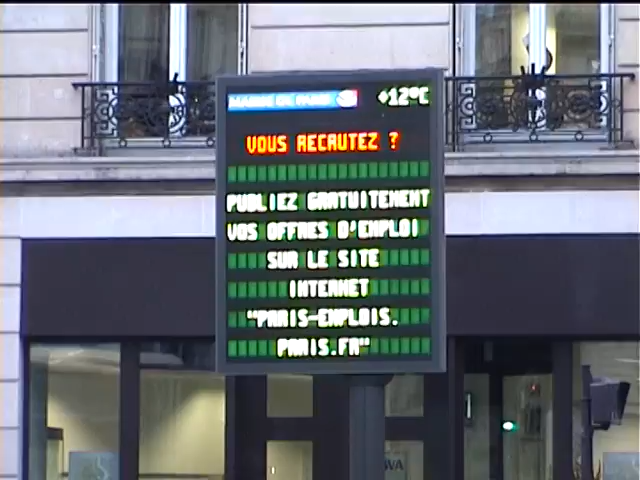 MAIRIE DE PARIS +12°C
VOUS RECRUTEZ ?
PUBLIEZ GRATUITEMENT
VOS OFFRES D'EMPLOI
SUR LE SITE
INTERNET
"PARIS-EMPLOIS.
PARIS.FR"